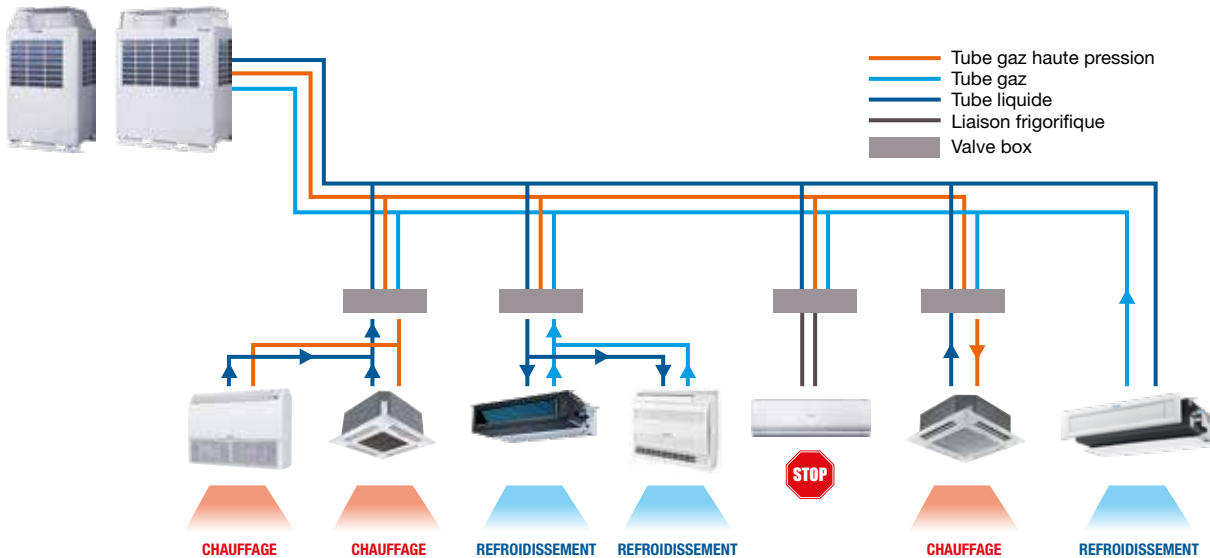 Tube gaz haute pression
Tube gaz
Tube liquide
Liaison frigorifique
Valve box
STOP
CHAUFFAGE
CHAUFFAGE
REFROIDISSEMENT
REFROIDISSEMENT
CHAUFFAGE
REFROIDISSEMENT